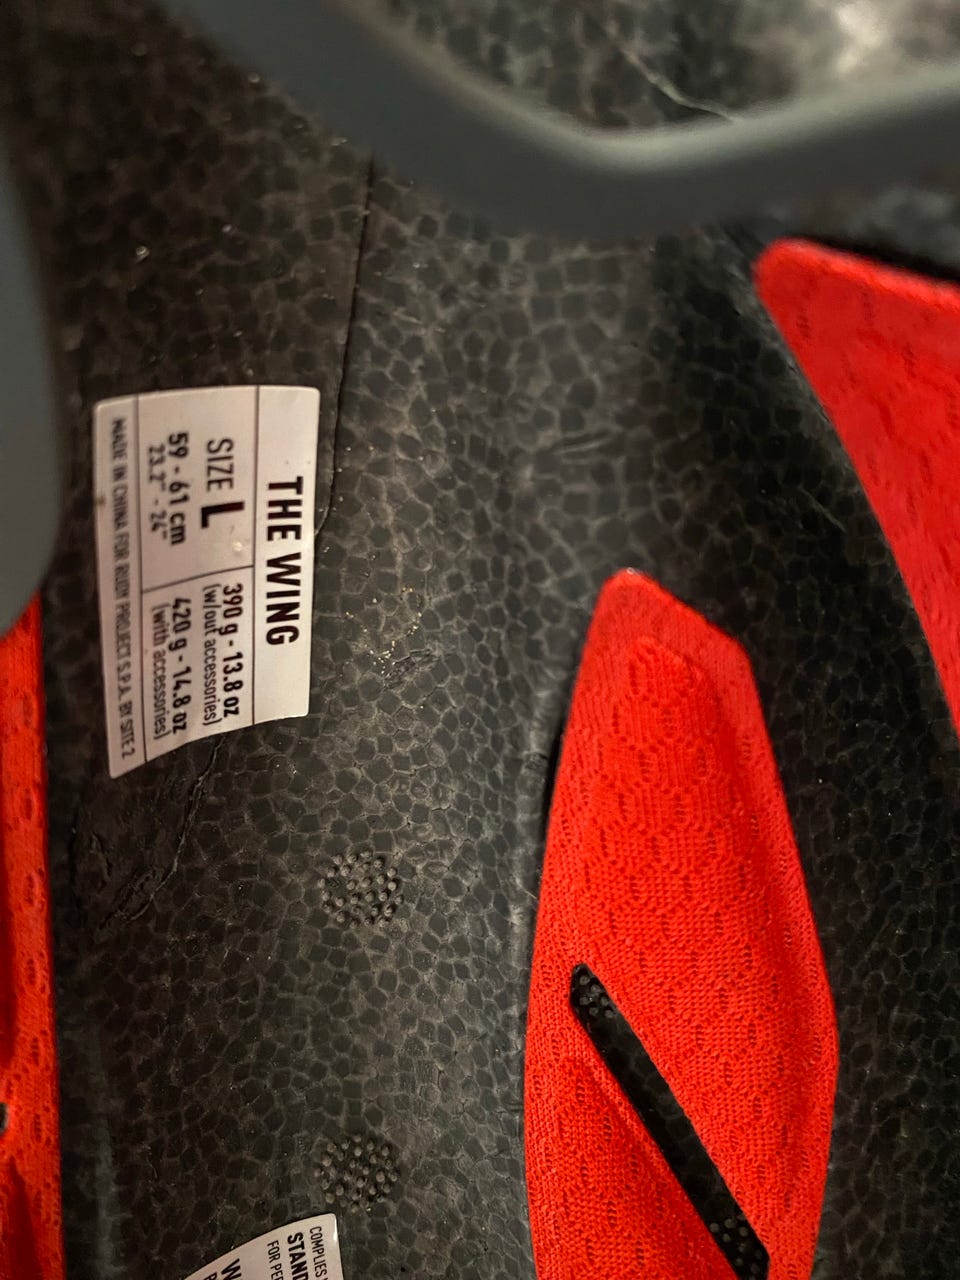 THE WING
SIZE L
59 - 61 cm
23.2" - 24"
390 g - 13.8 oz
(w/out accessories)
420 g - 14.8 oz
(with accessories)
MADE IN CHINA FOR RUDY PROJECT S.P.A. BY SITE 2
COMPLIES
STAND
FOR PE
W